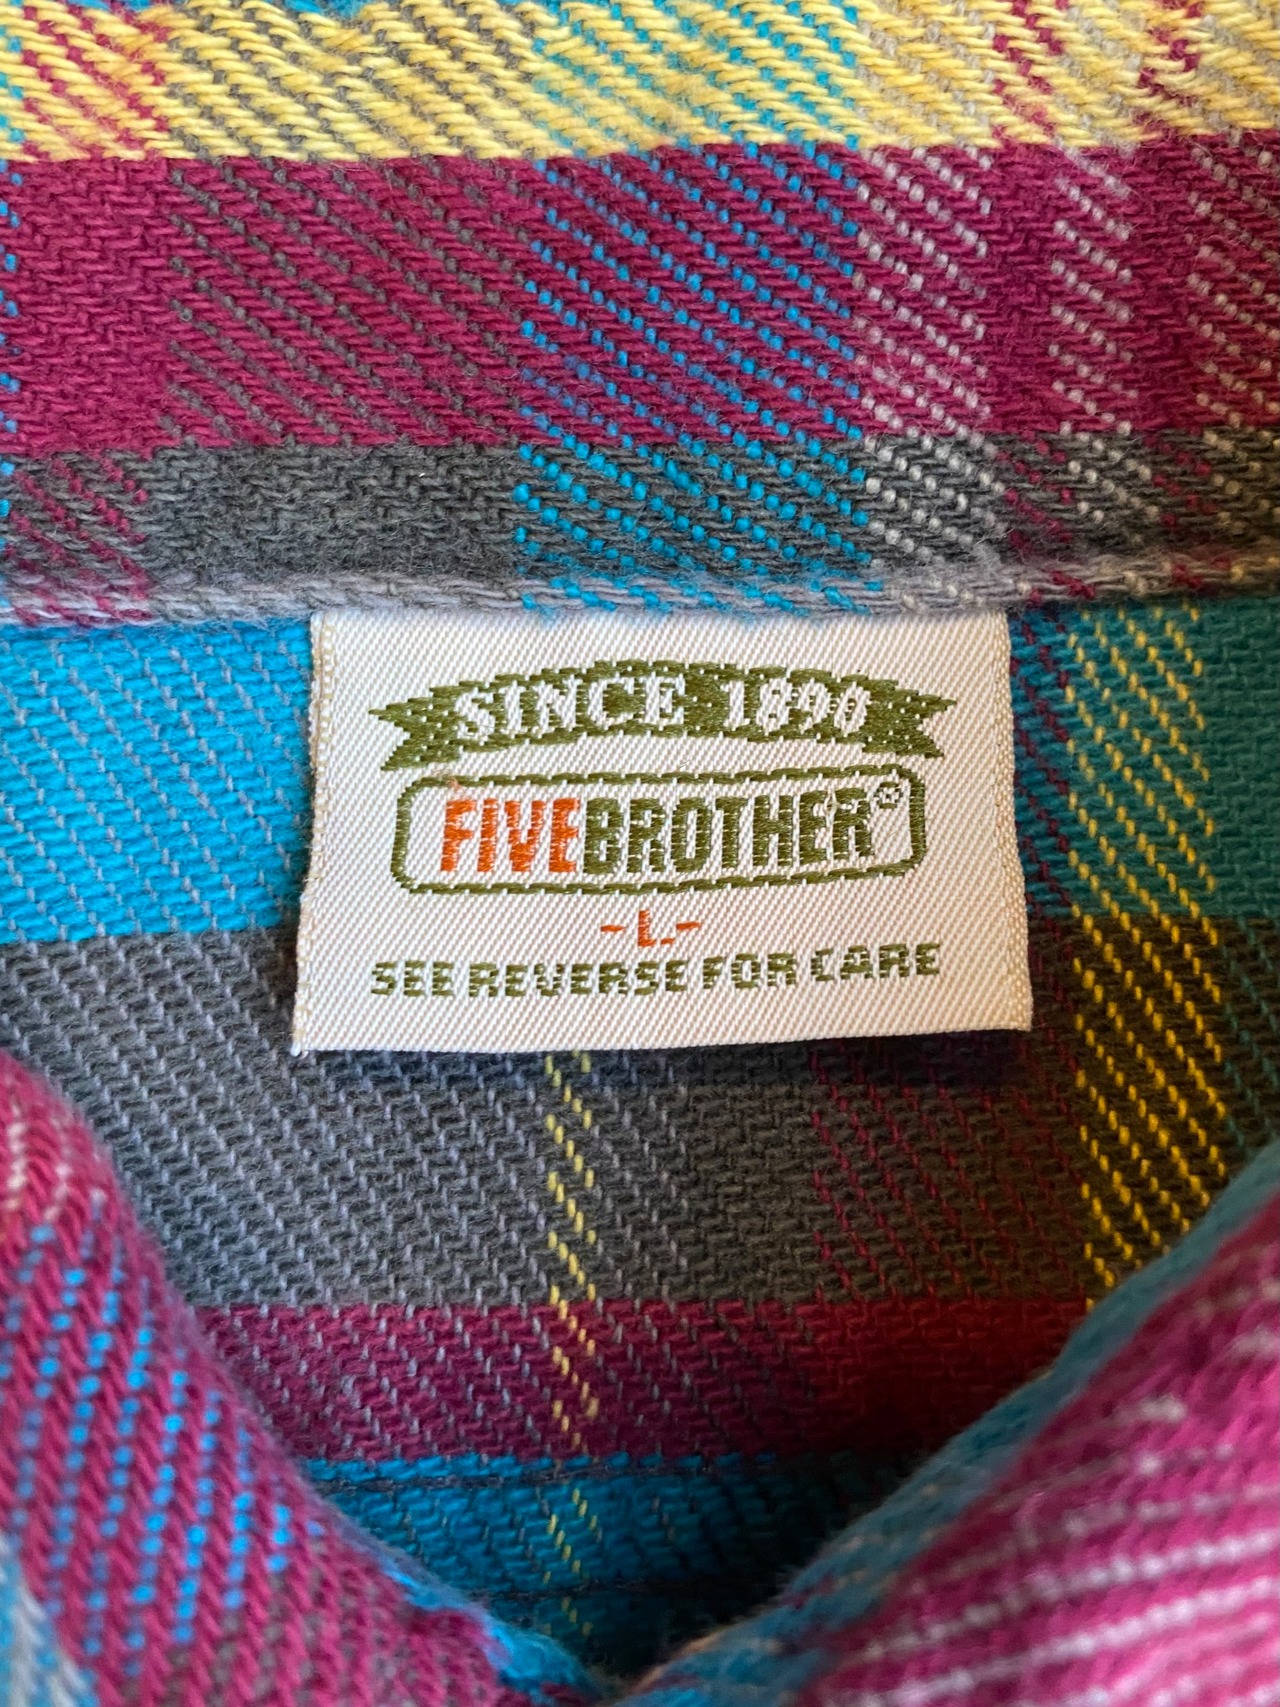 SINCE 1890
FIVEBROTHER®
-L.-
SEE REVERSE FOR CARE